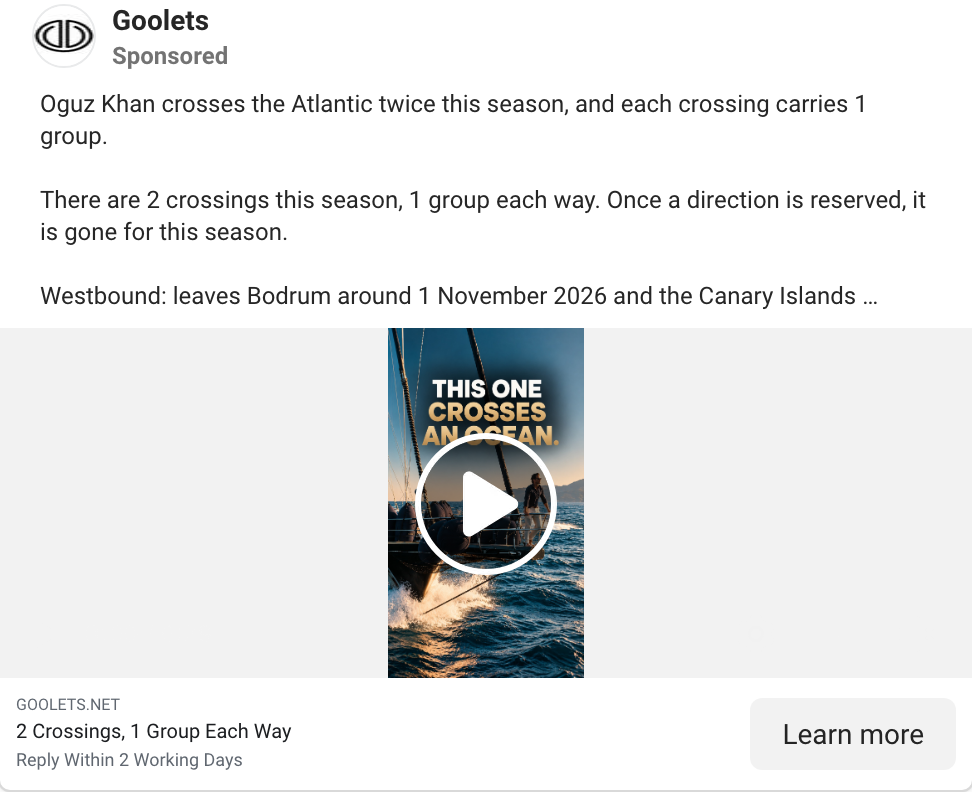 Goolets
Sponsored
Oguz Khan crosses the Atlantic twice this season, and each crossing carries 1
group.
There are 2 crossings this season, 1 group each way. Once a direction is reserved, it
is gone for this season.
Westbound: leaves Bodrum around 1 November 2026 and the Canary Islands ...
THIS ONE
CROSSES
AN OCEAN.
GOOLETS.NET
2 Crossings, 1 Group Each Way
Reply Within 2 Working Days
Learn more